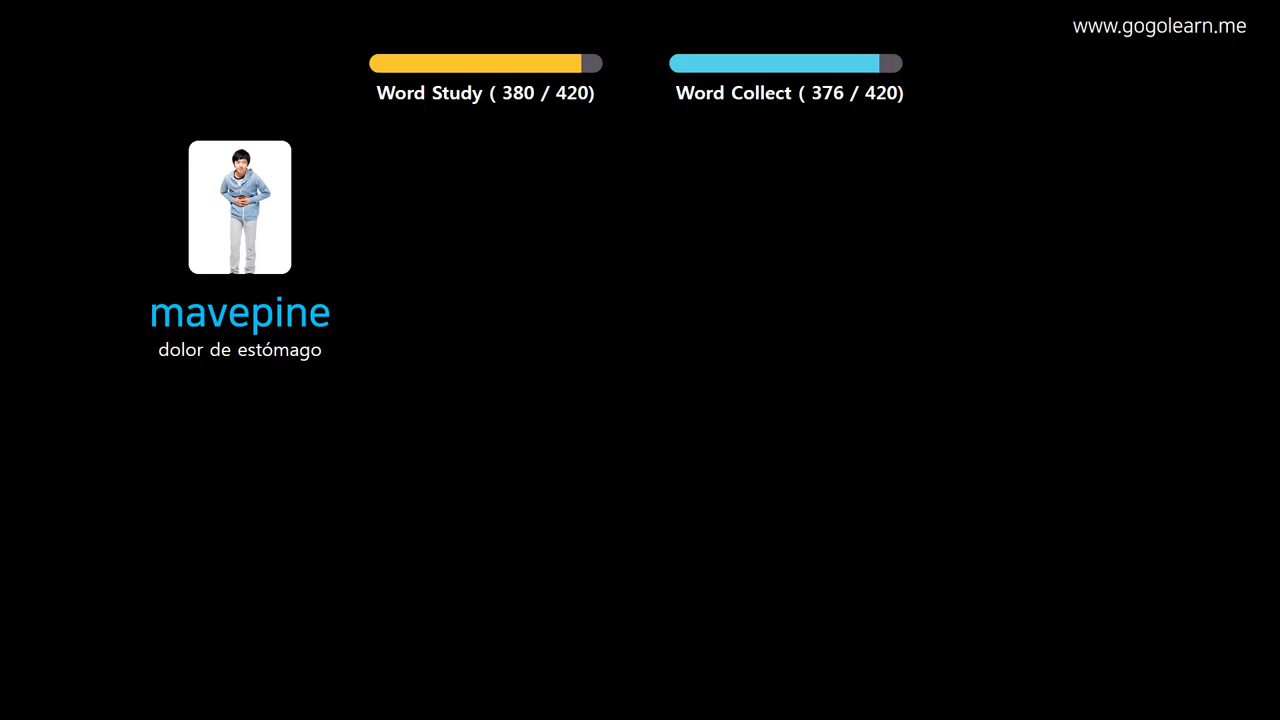 www.gogolearn.me
Word Study ( 380 / 420)
Word Collect ( 376 / 420)
mavepine
dolor de estómago